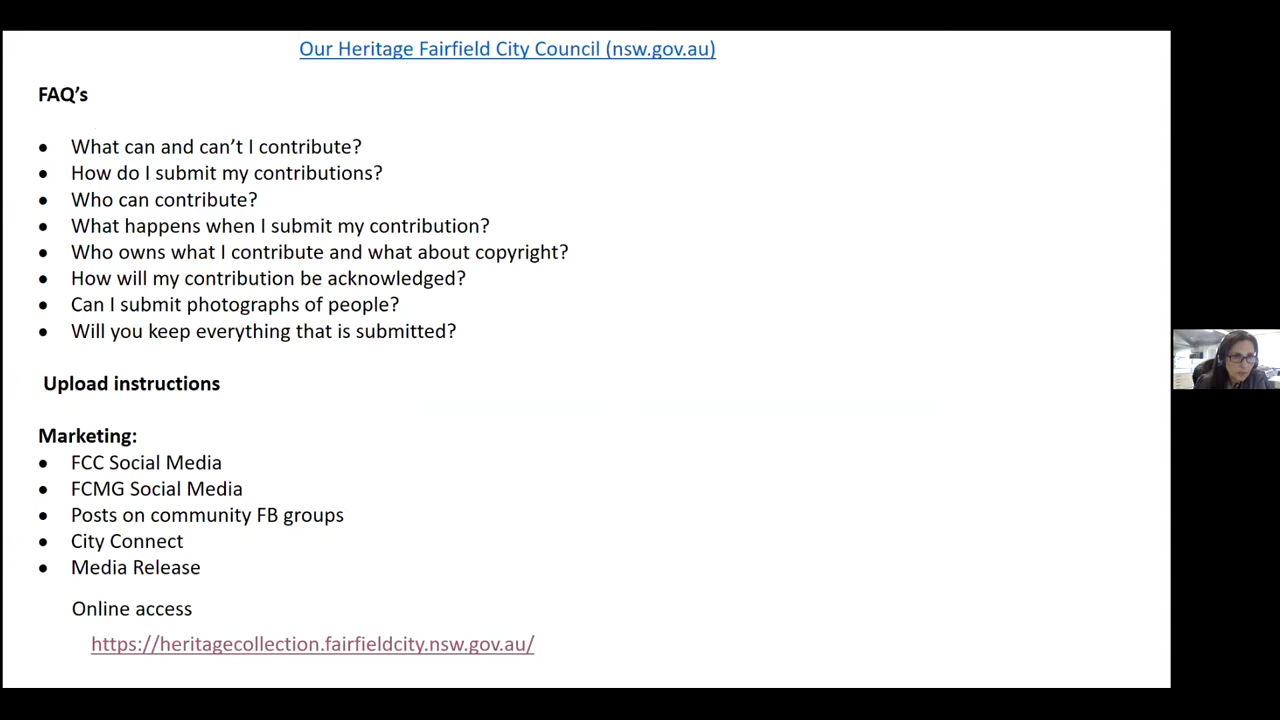 Our Heritage Fairfield City Council (nsw.gov.au)
FAQ’s
• What can and can’t I contribute?
• How do I submit my contributions?
• Who can contribute?
• What happens when I submit my contribution?
• Who owns what I contribute and what about copyright?
• How will my contribution be acknowledged?
• Can I submit photographs of people?
• Will you keep everything that is submitted?
Upload instructions
Marketing:
• FCC Social Media
• FCMG Social Media
• Posts on community FB groups
• City Connect
• Media Release
Online access
https://heritagecollection.fairfieldcity.nsw.gov.au/